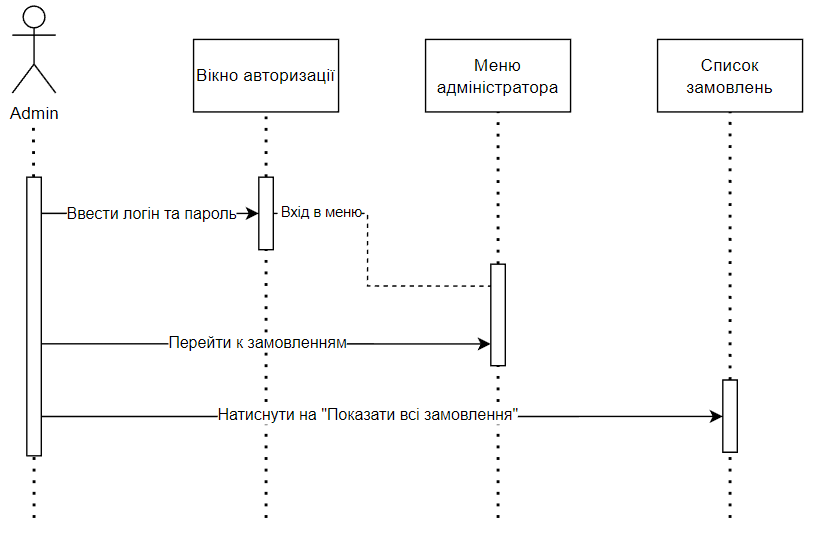 Admin
Вікно авторизації
Меню
адміністратора
Список
замовлень
Ввести логін та пароль
Вхід в меню
Перейти к замовленням
Натиснути на "Показати всі замовлення"